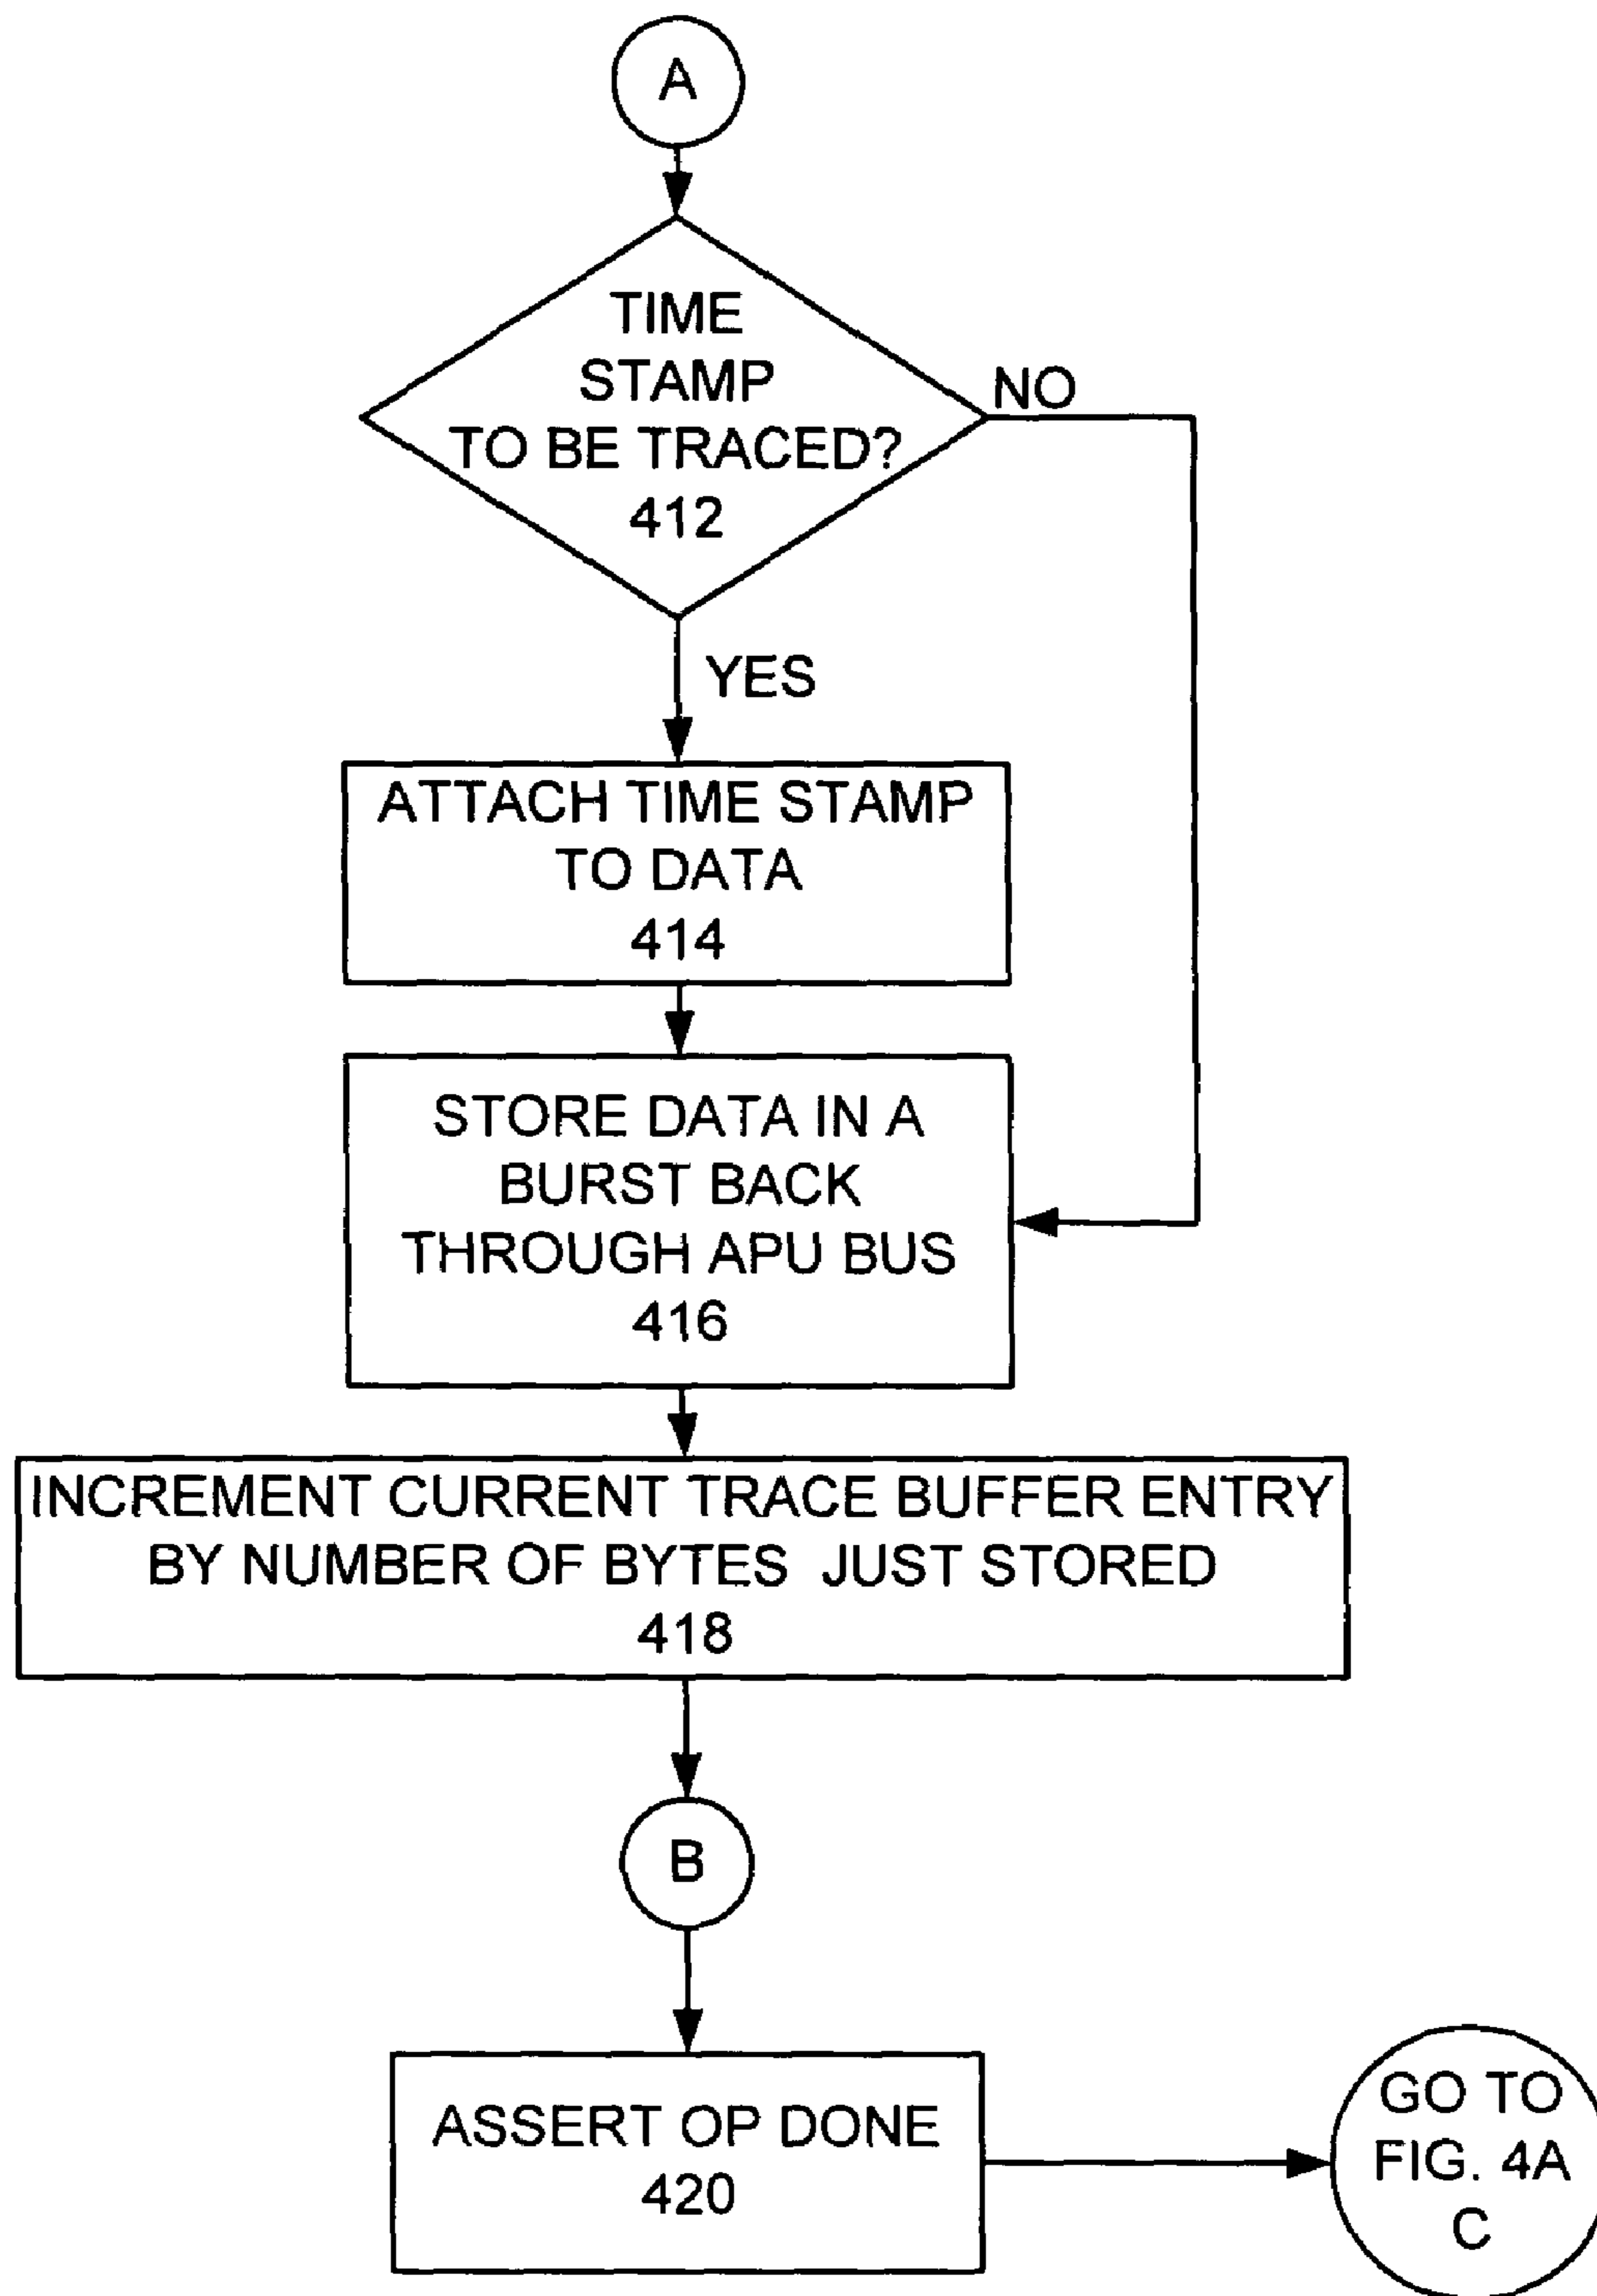 A
TIME
STAMP
TO BE TRACED?
412
NO
YES
ATTACH TIME STAMP
TO DATA
414
STORE DATA IN A
BURST BACK
THROUGH APU BUS
416
INCREMENT CURRENT TRACE BUFFER ENTRY
BY NUMBER OF BYTES JUST STORED
418
B
ASSERT OP DONE
420
GO TO
FIG. 4A
C